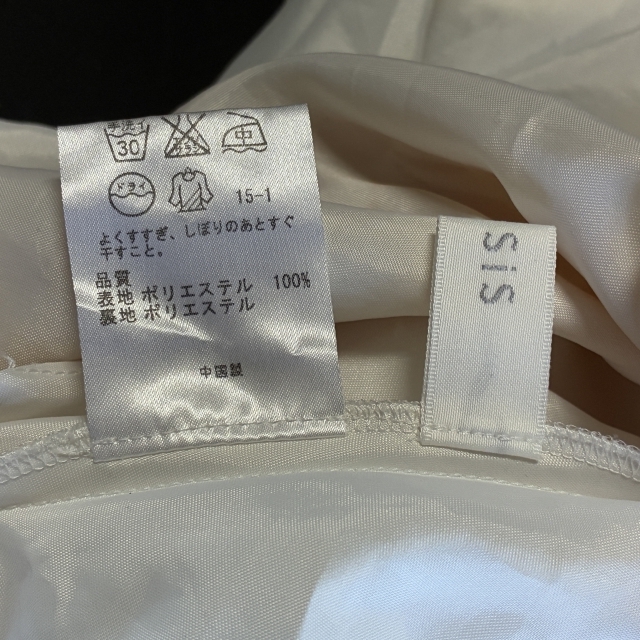 手洗イ
30
中
ドライ
15-1
よくすすぎ、しぼりのあとすぐ
干すこと。
品質
表地 ポリエステル 100%
裏地 ポリエステル
中国製
SiS